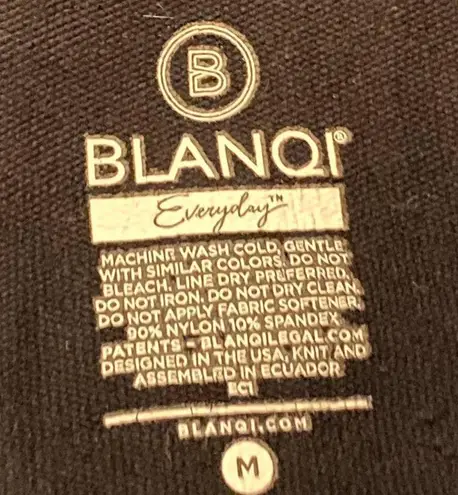 B
BLANQI®
Everyday™
MACHINE WASH COLD, GENTLE,
WITH SIMILAR COLORS. DO NOT
BLEACH. LINE DRY PREFERRED.
DO NOT IRON. DO NOT DRY CLEAN.
DO NOT APPLY FABRIC SOFTENER.
90% NYLON 10% SPANDEX
PATENTS - BLANQILEGAL.COM
DESIGNED IN THE USA. KNIT AND
ASSEMBLED IN ECUADOR
EC1
BLANQI.COM
M